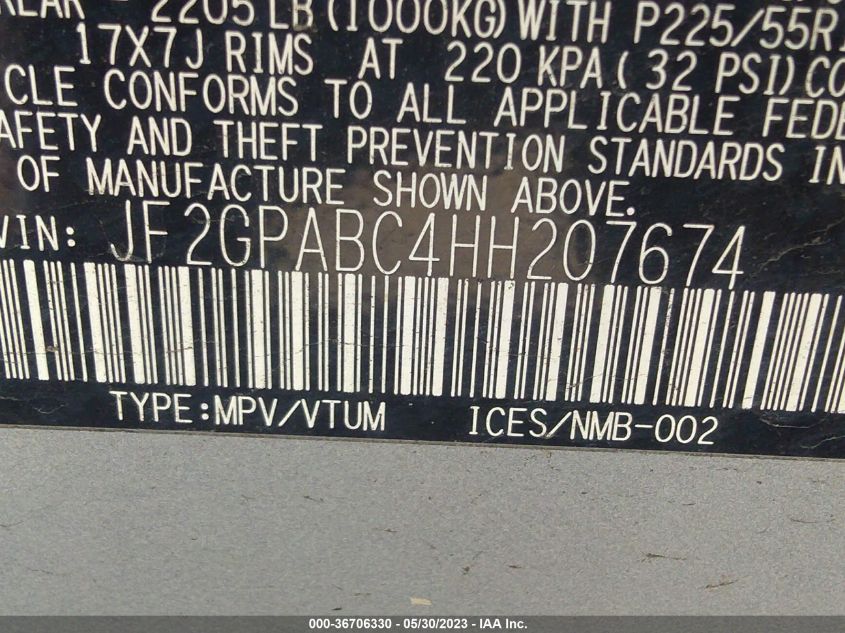 REAR - 2205 LB (1000KG) WITH P225/55R1
17X7J RIMS AT 220 KPA ( 32 PSI) CO
CLE CONFORMS TO ALL APPLICABLE FEDE
AFETY AND THEFT PREVENTION STANDARDS IN
OF MANUFACTURE SHOWN ABOVE.
VIN: JF2GPABC4HH207674
TYPE:MPV/VTUM ICES/NMB-002
000-36706330 - 05/30/2023 - IAA Inc.